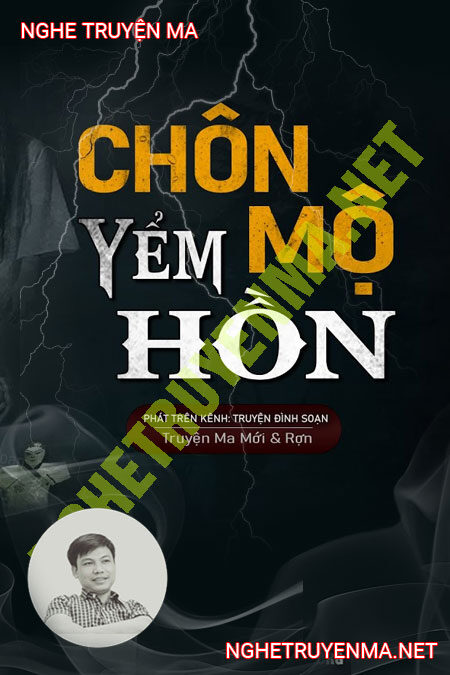 NGHE TRUYỆN MA
CHÔN
YỂM MỘ
HỒN
PHÁT TRÊN KÊNH: TRUYỆN ĐÌNH SOẠN
Truyện Ma Mới & Rợn
NGHETRUYENMA.NET
NGHETRUYENMA.NET